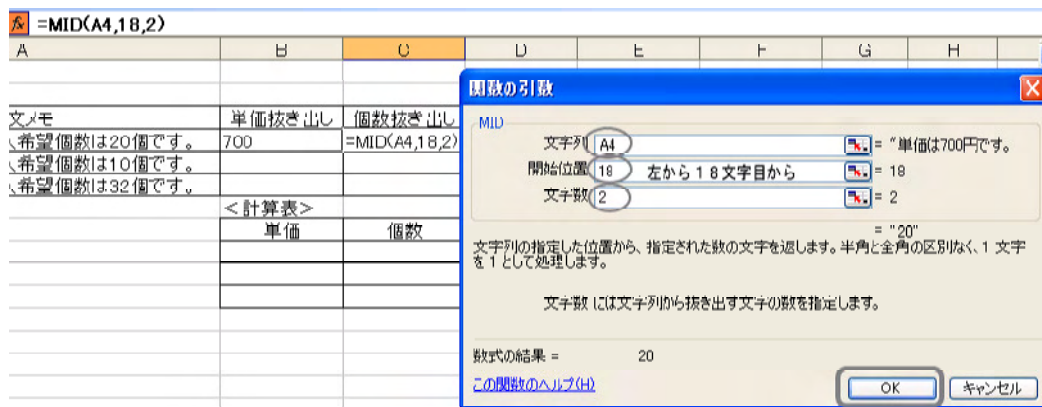 fx =MID(A4,18,2)
A B C D E F G H
関数の引数
文メモ 単価抜き出し 個数抜き出し
MID
、希望個数は20個です。 700 =MID(A4,18,2)
文字列 A4 = "単価は700円です。
、希望個数は10個です。
開始位置 18 左から18文字目から = 18
、希望個数は32個です。
文字数 2 = 2
<計算表>
単価 個数
= "20"
文字列の指定した位置から、指定された数の文字を返します。半角と全角の区別なく、1 文字
を 1 として処理します。
文字数 には文字列から抜き出す文字の数を指定します。
数式の結果 = 20
この関数のヘルプ(H)
OK キャンセル